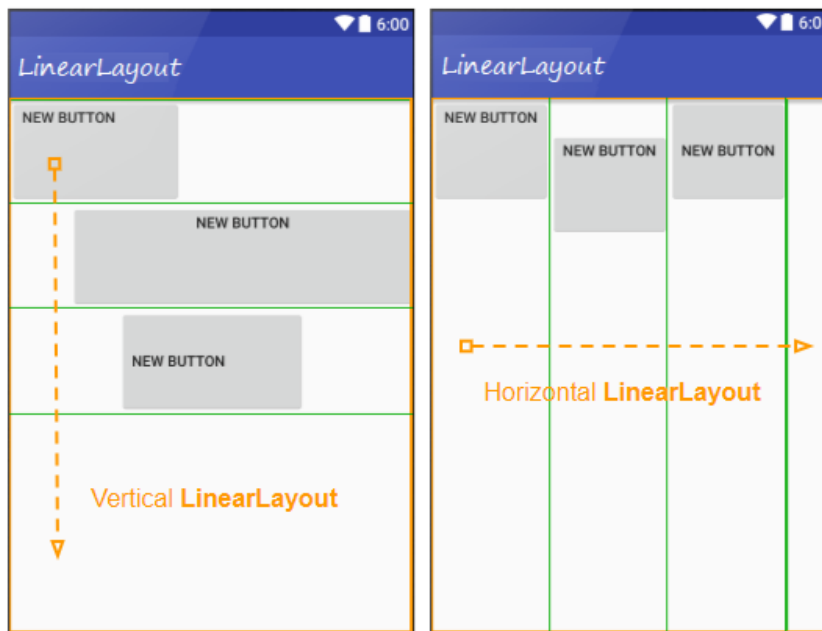 6:00
LinearLayout
NEW BUTTON
NEW BUTTON
NEW BUTTON
Vertical LinearLayout
6:0
LinearLayout
NEW BUTTON
NEW BUTTON
NEW BUTTON
Horizontal LinearLayout